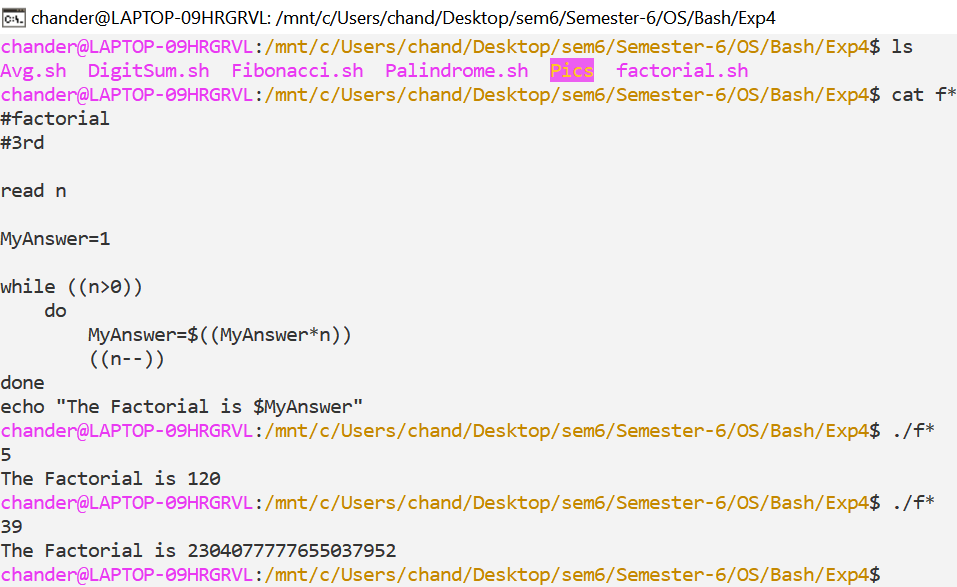 chander@LAPTOP-09HRGRVL: /mnt/c/Users/chand/Desktop/sem6/Semester-6/OS/Bash/Exp4
chander@LAPTOP-09HRGRVL:/mnt/c/Users/chand/Desktop/sem6/Semester-6/OS/Bash/Exp4$ ls
Avg.sh  DigitSum.sh  Fibonacci.sh  Palindrome.sh  Pics  factorial.sh
chander@LAPTOP-09HRGRVL:/mnt/c/Users/chand/Desktop/sem6/Semester-6/OS/Bash/Exp4$ cat f*
#factorial
#3rd

read n

MyAnswer=1

while ((n>0))
    do
        MyAnswer=$((MyAnswer*n))
        ((n--))
done
echo "The Factorial is $MyAnswer"
chander@LAPTOP-09HRGRVL:/mnt/c/Users/chand/Desktop/sem6/Semester-6/OS/Bash/Exp4$ ./f*
5
The Factorial is 120
chander@LAPTOP-09HRGRVL:/mnt/c/Users/chand/Desktop/sem6/Semester-6/OS/Bash/Exp4$ ./f*
39
The Factorial is 2304077777655037952
chander@LAPTOP-09HRGRVL:/mnt/c/Users/chand/Desktop/sem6/Semester-6/OS/Bash/Exp4$